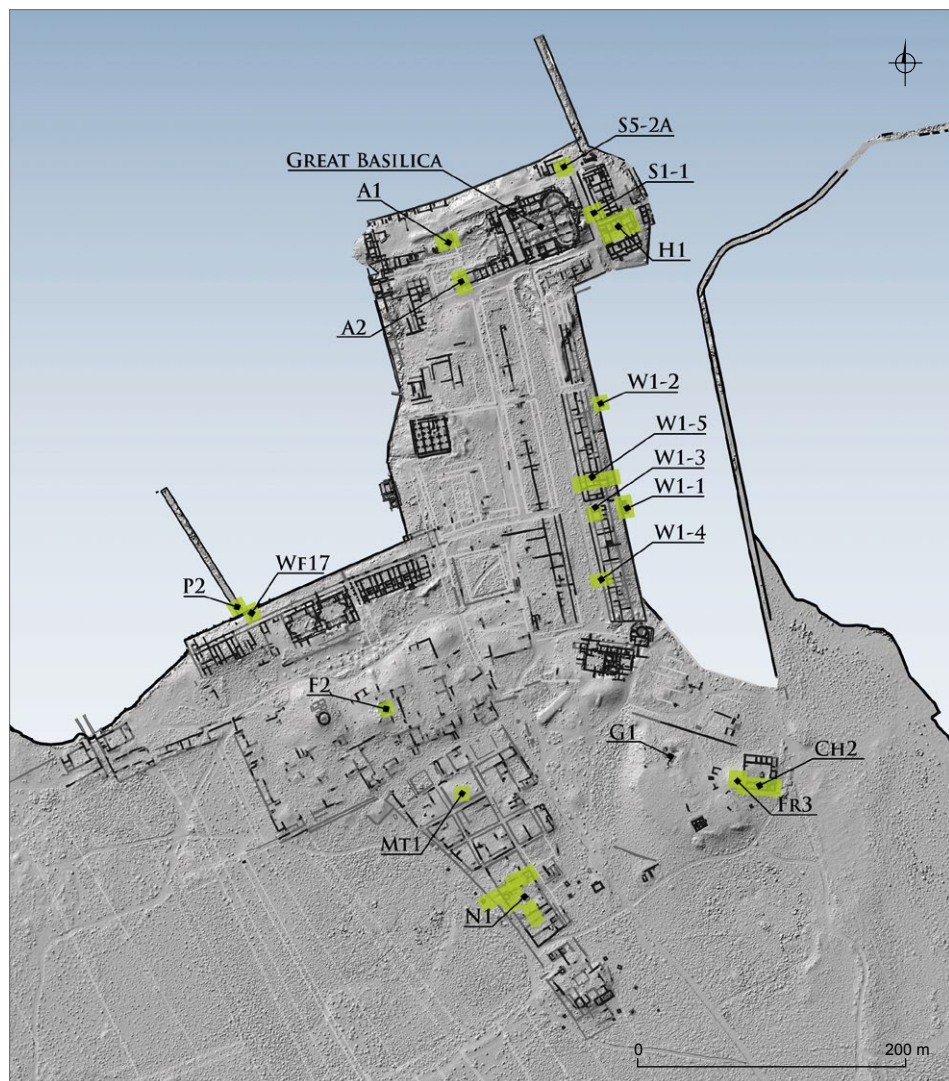 S5-2A
GREAT BASILICA
S1-1
A1
H1
A2
W1-2
W1-5
W1-3
W1-1
W1-4
WF17
P2
F2
G1
CH2
FR3
MT1
N1
0 200 m